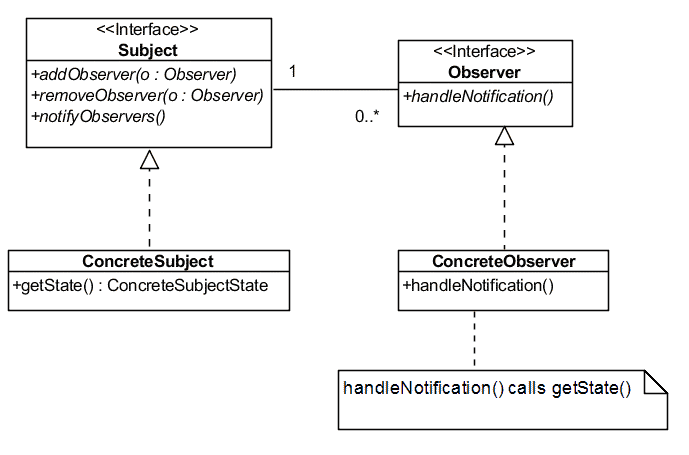 <<Interface>>
Subject
+addObserver(o : Observer)
+removeObserver(o : Observer)
+notifyObservers()
1
0..*
<<Interface>>
Observer
+handleNotification()
ConcreteSubject
+getState() : ConcreteSubjectState
ConcreteObserver
+handleNotification()
handleNotification() calls getState()